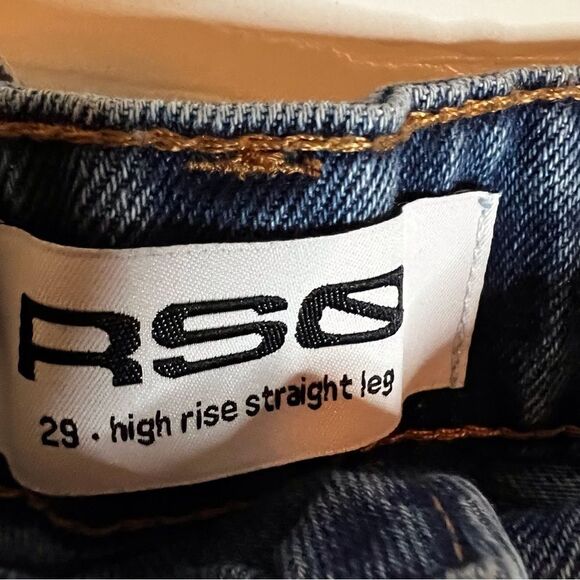 RSQ
29 . high rise straight leg